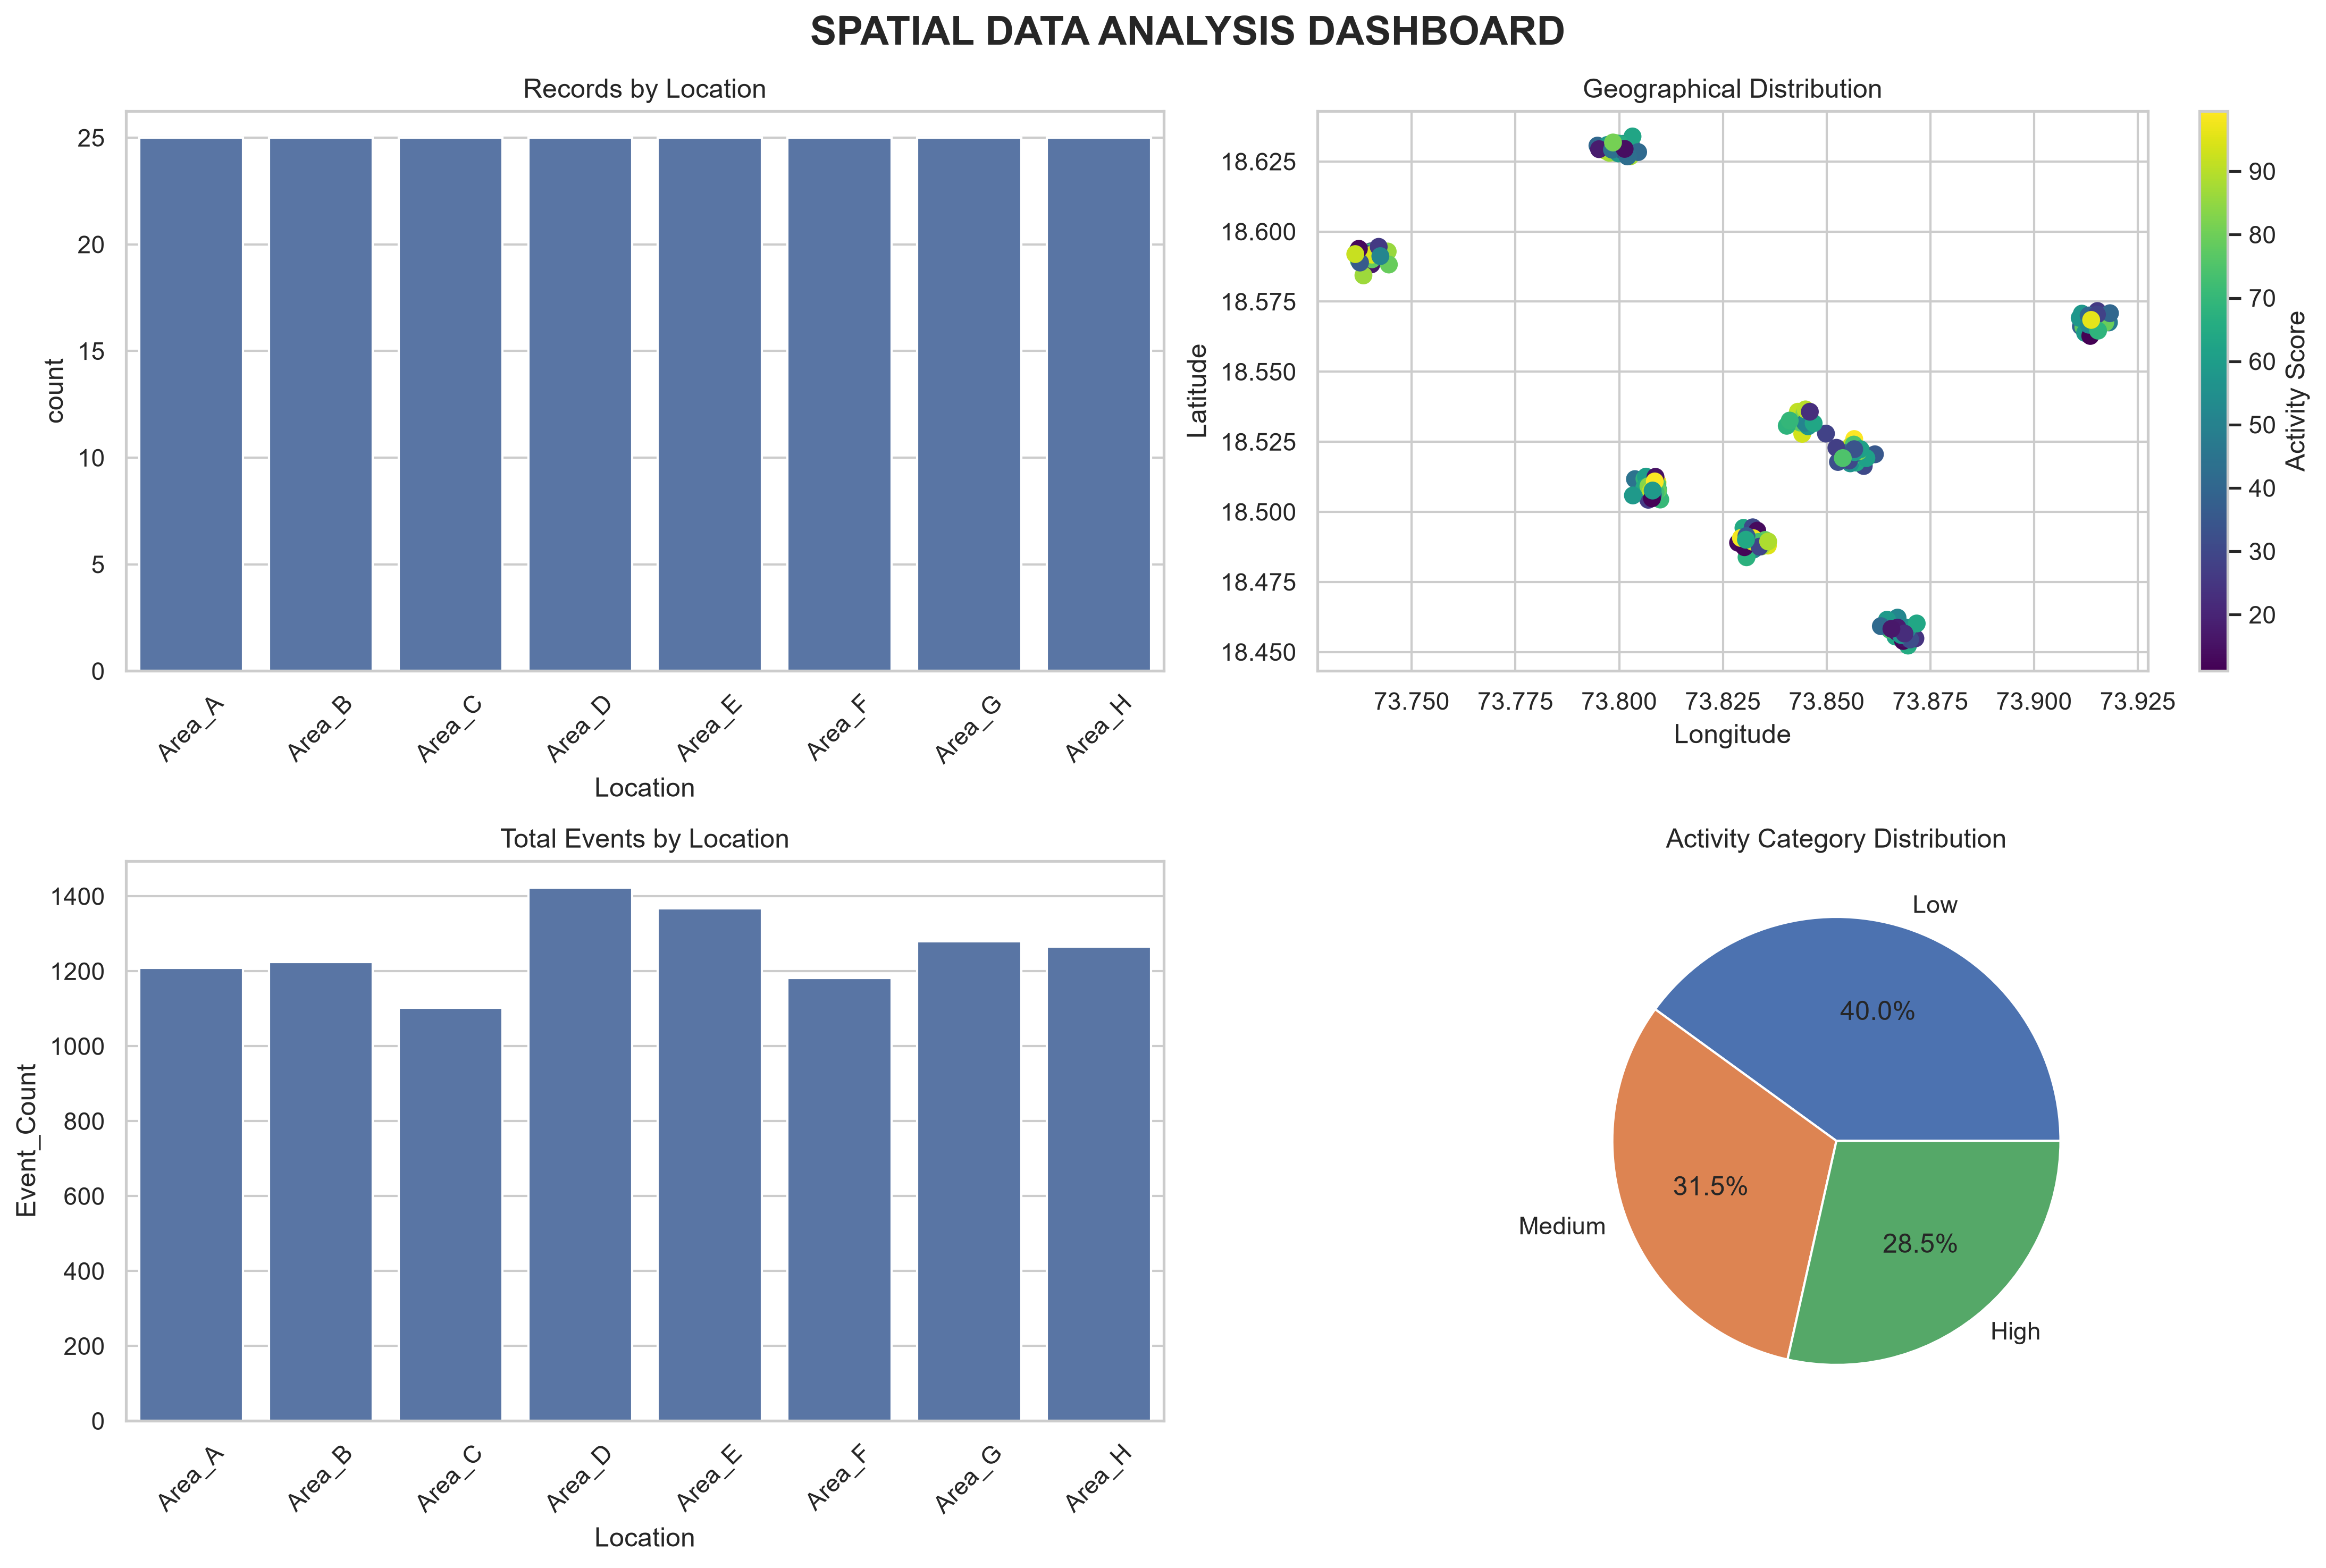 SPATIAL DATA ANALYSIS DASHBOARD
Records by Location
count
25
20
15
10
5
0
Area_A
Area_B
Area_C
Area_D
Area_E
Area_F
Area_G
Area_H
Location
Geographical Distribution
Latitude
18.625
18.600
18.575
18.550
18.525
18.500
18.475
18.450
73.750
73.775
73.800
73.825
73.850
73.875
73.900
73.925
Longitude
90
80
70
60
50
40
30
20
Activity Score
Total Events by Location
Event_Count
1400
1200
1000
800
600
400
200
0
Area_A
Area_B
Area_C
Area_D
Area_E
Area_F
Area_G
Area_H
Location
Activity Category Distribution
Low
40.0%
31.5%
Medium
28.5%
High